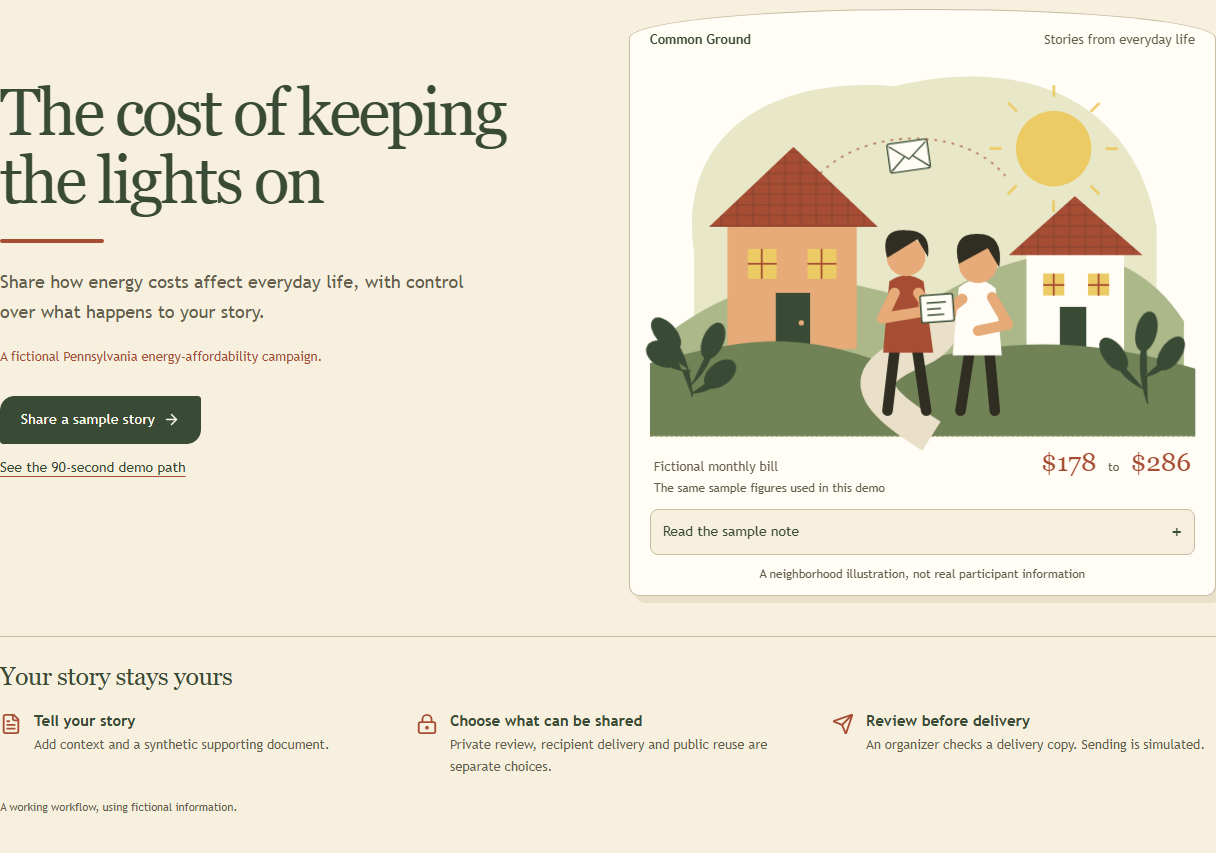 The cost of keeping
the lights on
Share how energy costs affect everyday life, with control
over what happens to your story.
A fictional Pennsylvania energy-affordability campaign.
Share a sample story →
See the 90-second demo path
Common Ground
Stories from everyday life
Fictional monthly bill
The same sample figures used in this demo
$178 to $286
Read the sample note +
A neighborhood illustration, not real participant information
Your story stays yours
Tell your story
Add context and a synthetic supporting document.
Choose what can be shared
Private review, recipient delivery and public reuse are
separate choices.
Review before delivery
An organizer checks a delivery copy. Sending is simulated.
A working workflow, using fictional information.